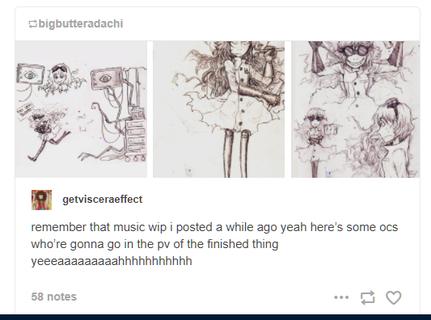 bigbutteradachi
getvisceraeffect
remember that music wip i posted a while ago yeah here's some ocs
who're gonna go in the pv of the finished thing
yeeeaaaaaaaaahhhhhhhhhhh
58 notes